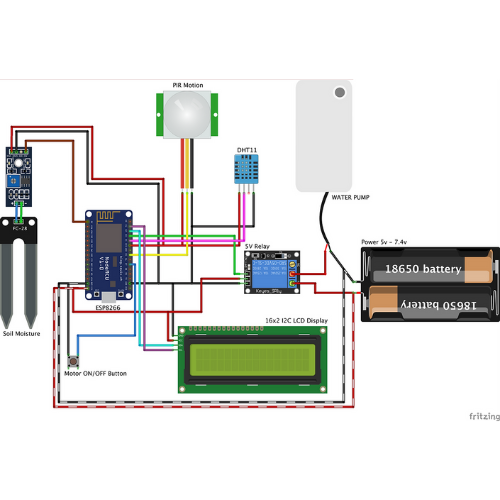 PIR Motion
DHT11
WATER PUMP
FC-28
NodeMCU
V1.0
5V Relay
Power 5v - 7.4v
18650 battery
18650 battery
Keyes_SRly
ESP8266
16x2 I2C LCD Display
Soil Moisture
Motor ON/OFF Button
fritzing